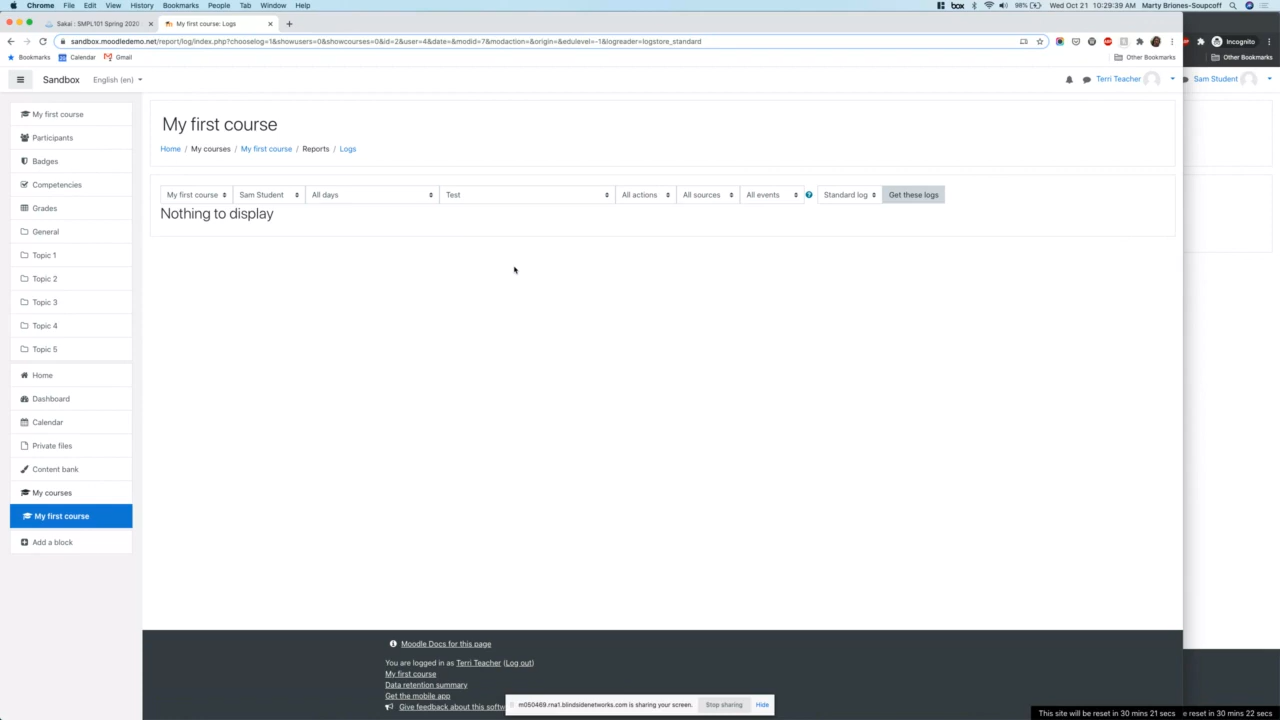 Chrome File Edit View History Bookmarks People Tab Window Help
box 98% Wed Oct 21 10:29:39 AM Marty Briones-Soupcoff
Sakai : SMPL101 Spring 2020
My first course: Logs
sandbox.moodledemo.net/report/log/index.php?chooselog=1&showusers=0&showcourses=0&id=2&user=4&date=&modid=7&modaction=&origin=&edulevel=-1&logreader=logstore_standard
Incognito
Bookmarks Calendar Gmail
Other Bookmarks
Other Bookmarks
Sandbox English (en)
Terri Teacher
Sam Student
My first course
Participants
Badges
Competencies
Grades
General
Topic 1
Topic 2
Topic 3
Topic 4
Topic 5
Home
Dashboard
Calendar
Private files
Content bank
My courses
My first course
Add a block
My first course
Home / My courses / My first course / Reports / Logs
My first course Sam Student All days Test All actions All sources All events Standard log Get these logs
Nothing to display
Moodle Docs for this page
You are logged in as Terri Teacher (Log out)
My first course
Data retention summary
Get the mobile app
Give feedback about this softw
m050469.rna1.blindsidenetworks.com is sharing your screen. Stop sharing Hide
This site will be reset in 30 mins 21 secs
e reset in 30 mins 22 secs